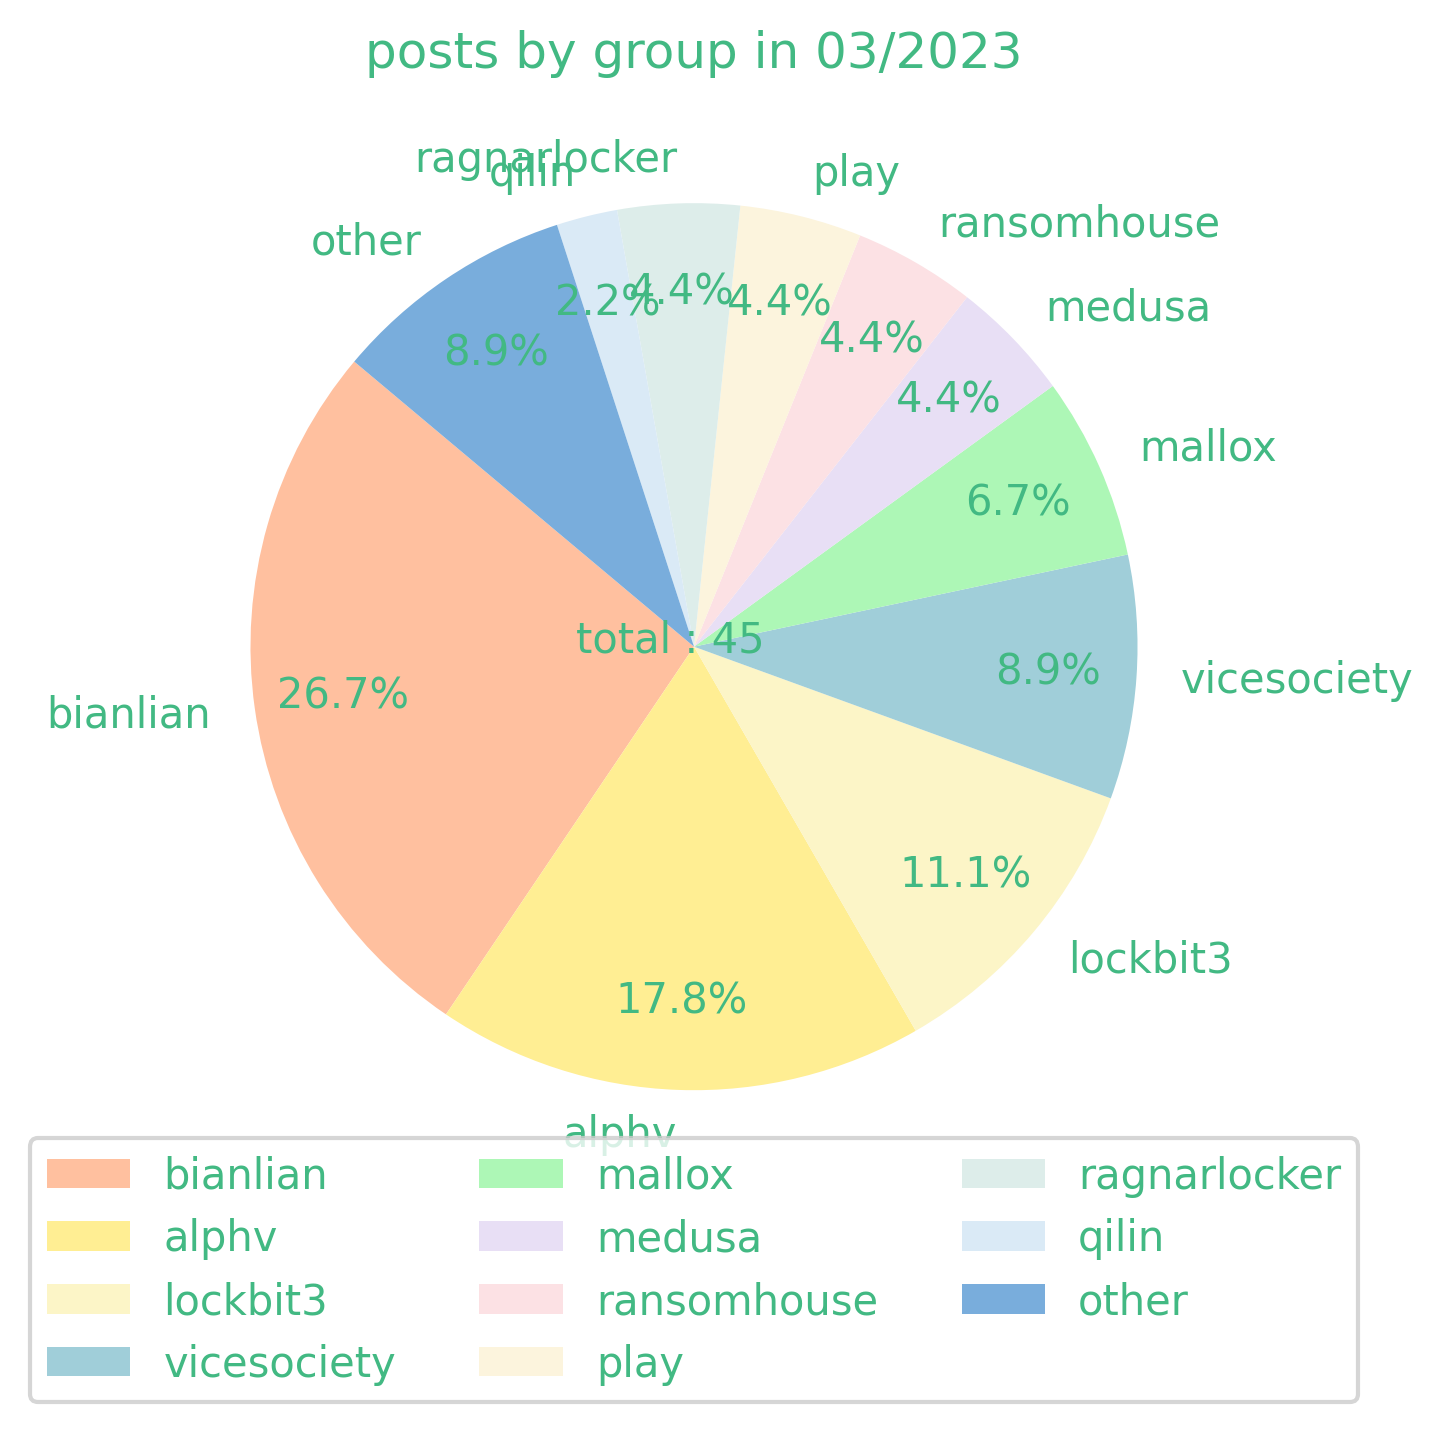 posts by group in 03/2023
ragnarlocker
qilin
play
ransomhouse
other
medusa
2.2%
4.4%
4.4%
4.4%
8.9%
4.4%
mallox
6.7%
total : 45
8.9%
vicesociety
26.7%
bianlian
11.1%
lockbit3
17.8%
alphv
bianlian
alphv
lockbit3
vicesociety
mallox
medusa
ransomhouse
play
ragnarlocker
qilin
other